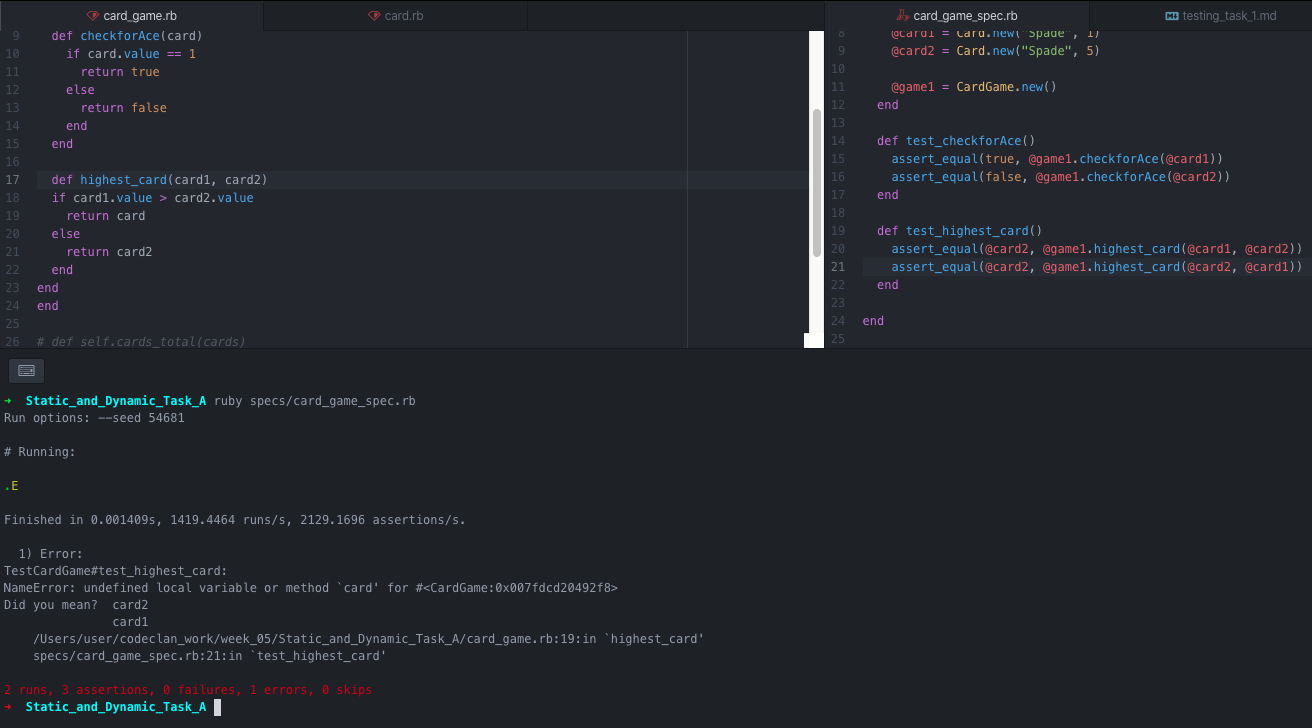 card_game.rb
card.rb
9 def checkforAce(card)
10 if card.value == 1
11 return true
12 else
13 return false
14 end
15 end
16
17 def highest_card(card1, card2)
18 if card1.value > card2.value
19 return card
20 else
21 return card2
22 end
23 end
24 end
25
26 # def self.cards_total(cards)
card_game_spec.rb
testing_task_1.md
8 @card1 = Card.new("Spade", 1)
9 @card2 = Card.new("Spade", 5)
10
11 @game1 = CardGame.new()
12 end
13
14 def test_checkforAce()
15 assert_equal(true, @game1.checkforAce(@card1))
16 assert_equal(false, @game1.checkforAce(@card2))
17 end
18
19 def test_highest_card()
20 assert_equal(@card2, @game1.highest_card(@card1, @card2))
21 assert_equal(@card2, @game1.highest_card(@card2, @card1))
22 end
23
24 end
25
➜ Static_and_Dynamic_Task_A ruby specs/card_game_spec.rb
Run options: --seed 54681
# Running:
.E
Finished in 0.001409s, 1419.4464 runs/s, 2129.1696 assertions/s.
1) Error:
TestCardGame#test_highest_card:
NameError: undefined local variable or method `card' for #<CardGame:0x007fdcd20492f8>
Did you mean? card2
card1
/Users/user/codeclan_work/week_05/Static_and_Dynamic_Task_A/card_game.rb:19:in `highest_card'
specs/card_game_spec.rb:21:in `test_highest_card'
2 runs, 3 assertions, 0 failures, 1 errors, 0 skips
➜ Static_and_Dynamic_Task_A